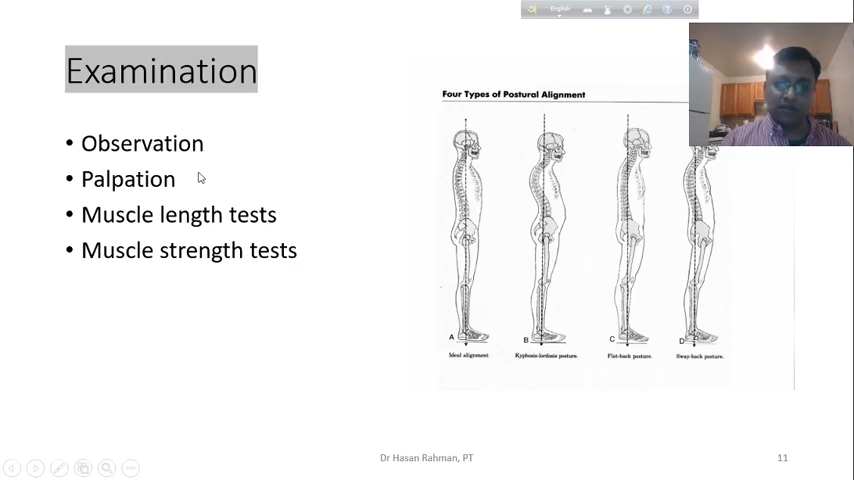 English
Examination
Four Types of Postural Alignment
• Observation
• Palpation
• Muscle length tests
• Muscle strength tests
A
B
C
D
Ideal alignment
Kyphosis-lordosis posture.
Flat-back posture.
Sway-back posture.
Dr Hasan Rahman, PT
11